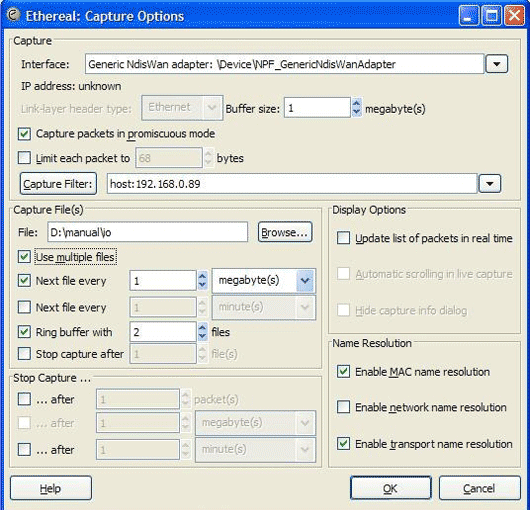 Ethereal: Capture Options
Capture
Interface: Generic NdisWan adapter: \Device\NPF_GenericNdisWanAdapter
IP address: unknown
Link-layer header type: Ethernet Buffer size: 1 megabyte(s)
Capture packets in promiscuous mode
Limit each packet to 68 bytes
Capture Filter: host:192.168.0.89
Capture File(s)
File: D:\manual\o Browse...
Use multiple files
Next file every 1 megabyte(s)
Next file every 1 minute(s)
Ring buffer with 2 files
Stop capture after 1 file(s)
Stop Capture ...
... after 1 packet(s)
... after 1 megabyte(s)
... after 1 minute(s)
Display Options
Update list of packets in real time
Automatic scrolling in live capture
Hide capture info dialog
Name Resolution
Enable MAC name resolution
Enable network name resolution
Enable transport name resolution
Help OK Cancel